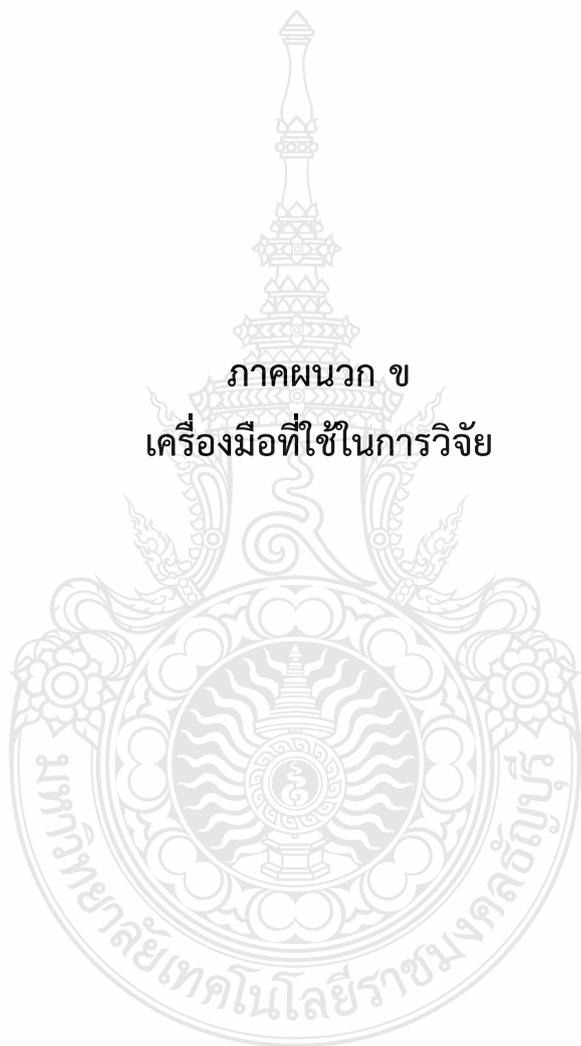 ภาคผนวก ข
เครื่องมือที่ใช้ในการวิจัย
มหาวิทยาลัยเทคโนโลยีราชมงคลธัญบุรี